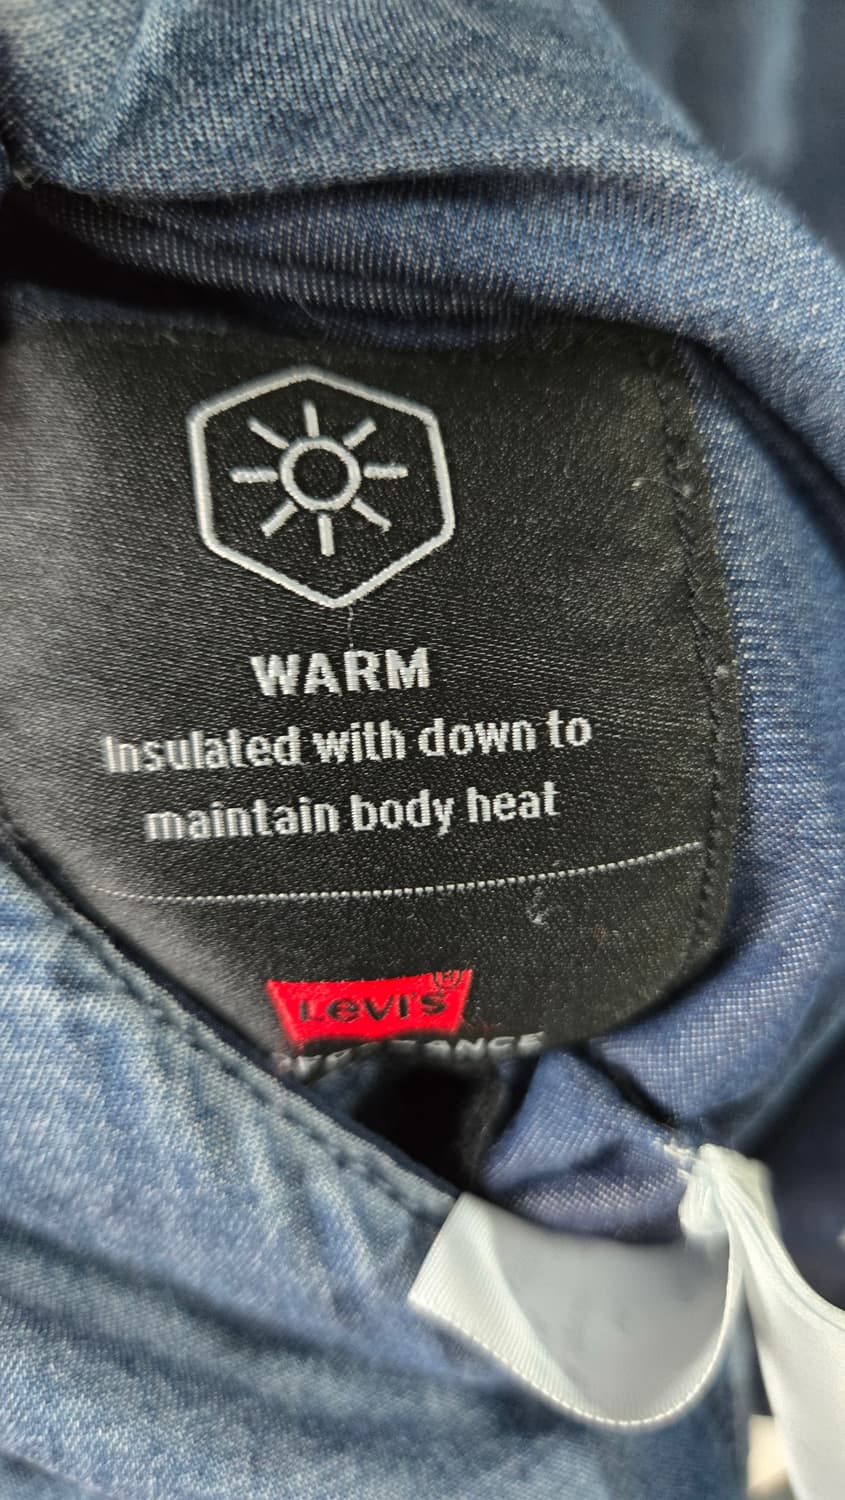 WARM
Insulated with down to
maintain body heat
Levi's®